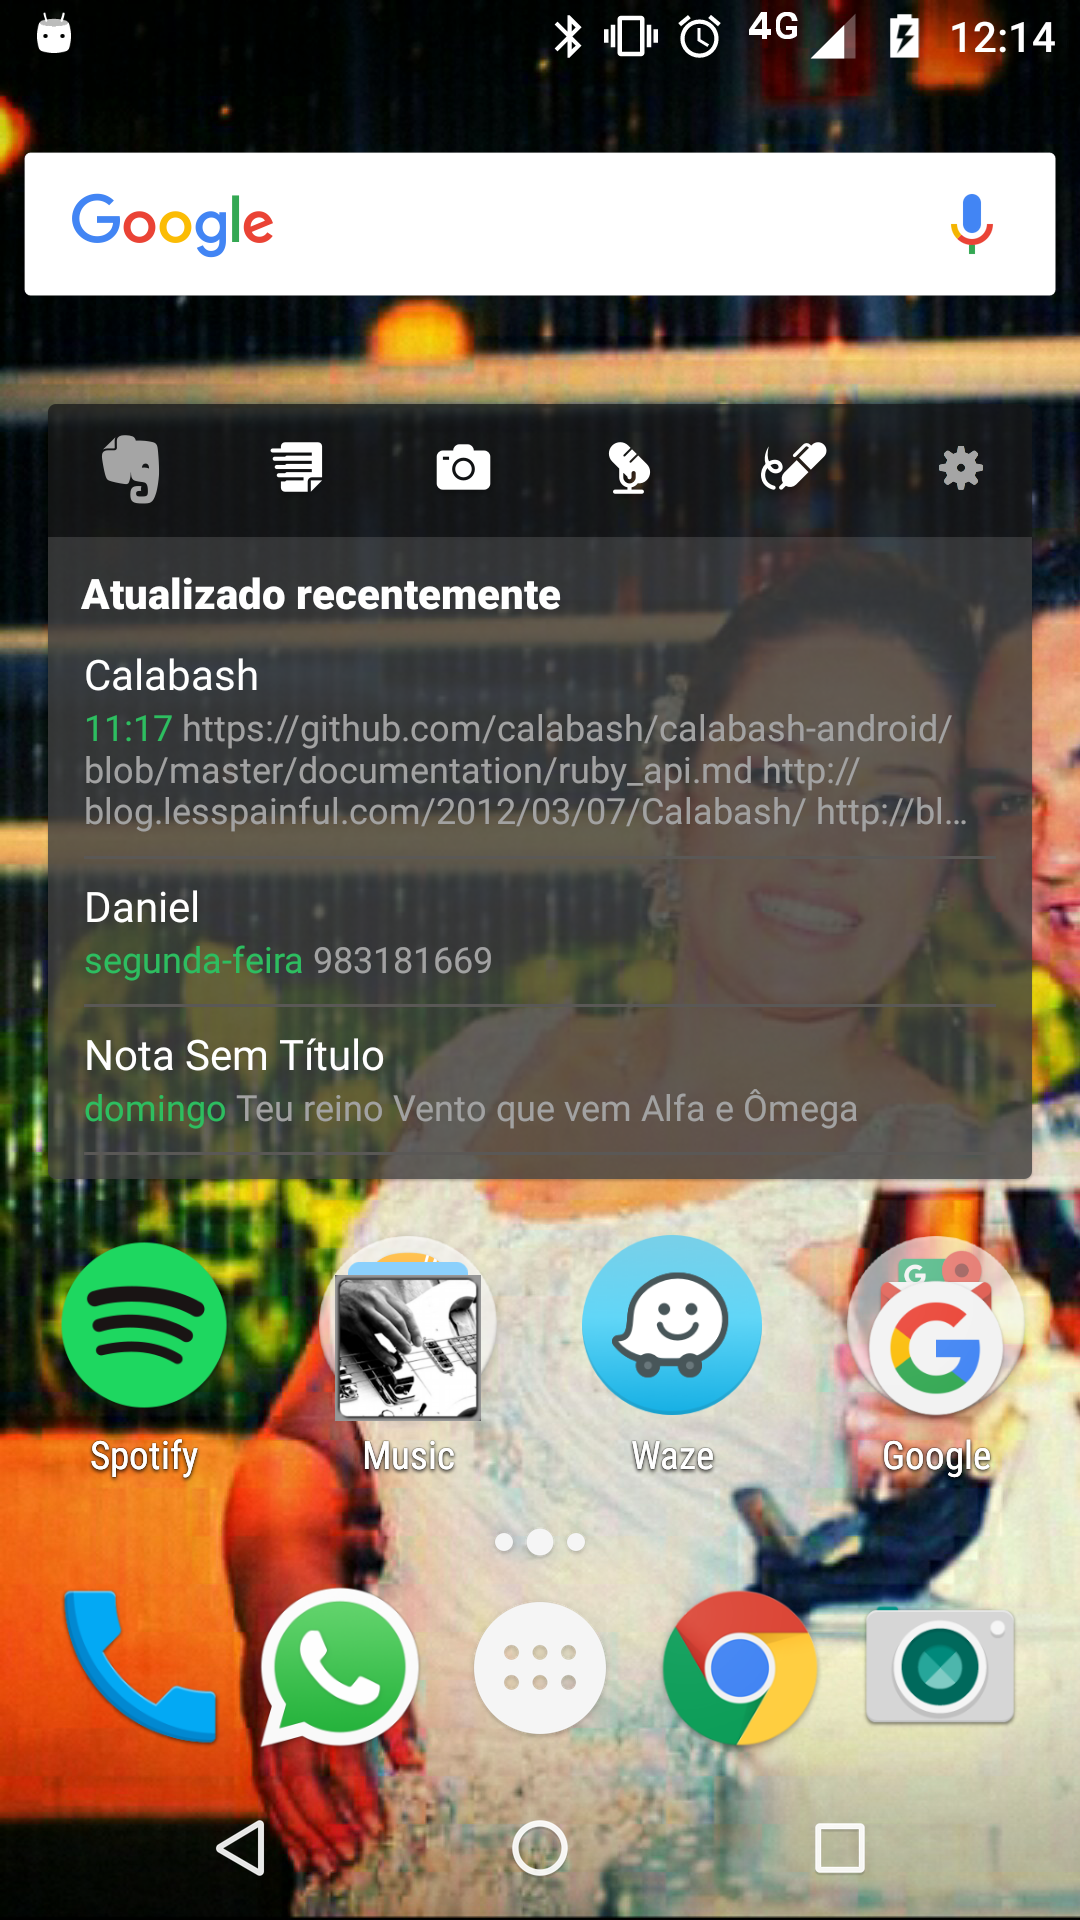 4G 12:14
Google
Atualizado recentemente
Calabash
11:17 https://github.com/calabash/calabash-android/
blob/master/documentation/ruby_api.md http://
blog.lesspainful.com/2012/03/07/Calabash/ http://bl...
Daniel
segunda-feira 983181669
Nota Sem Título
domingo Teu reino Vento que vem Alfa e Ômega
Spotify Music Waze Google